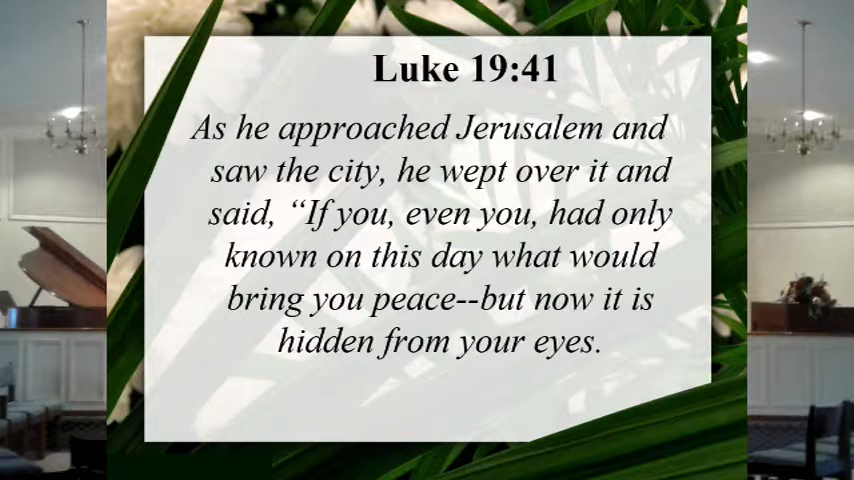 Luke 19:41
As he approached Jerusalem and
saw the city, he wept over it and
said, “If you, even you, had only
known on this day what would
bring you peace--but now it is
hidden from your eyes.